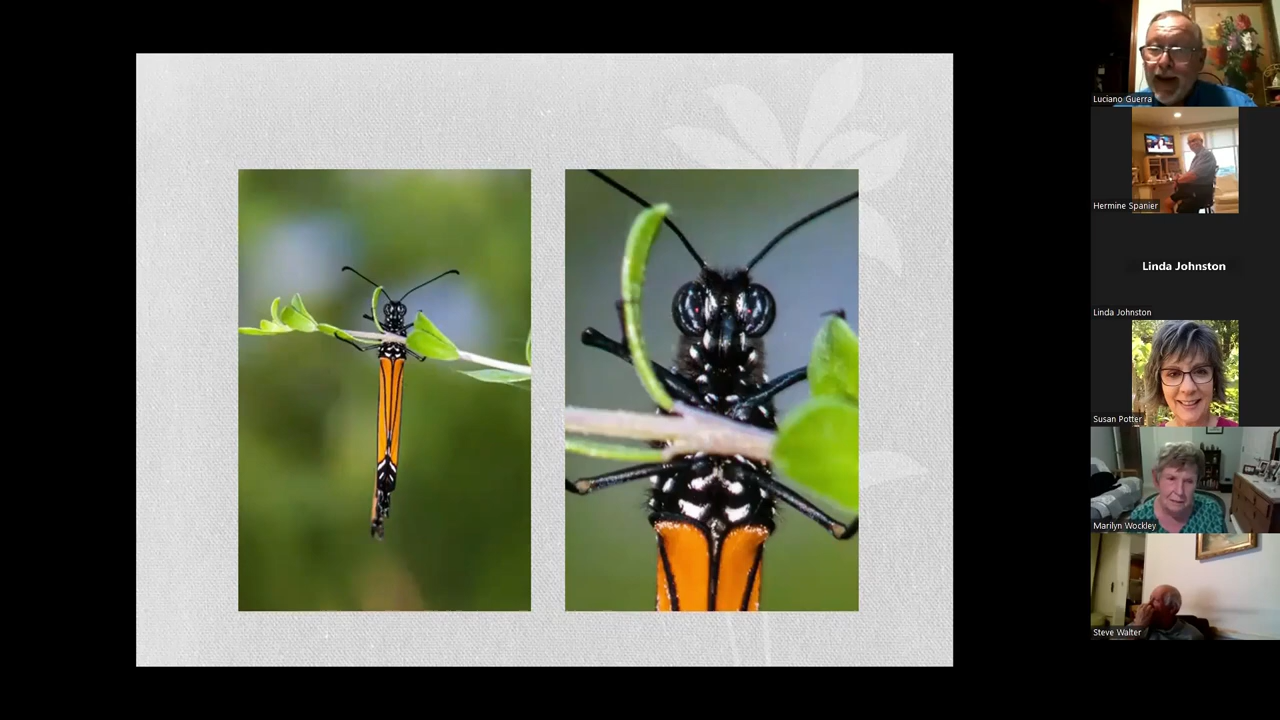 Luciano Guerra
Hermine Spanier
Linda Johnston
Linda Johnston
Susan Potter
Marilyn Wockley
Steve Walter